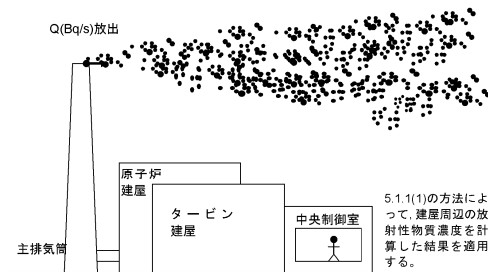 Q(Bq/s)放出
原子炉
建屋
タービン
建屋
中央制御室
主排気筒
5.1.1(1)の方法によ
って,建屋周辺の放
射性物質濃度を計
算した結果を適用
する。